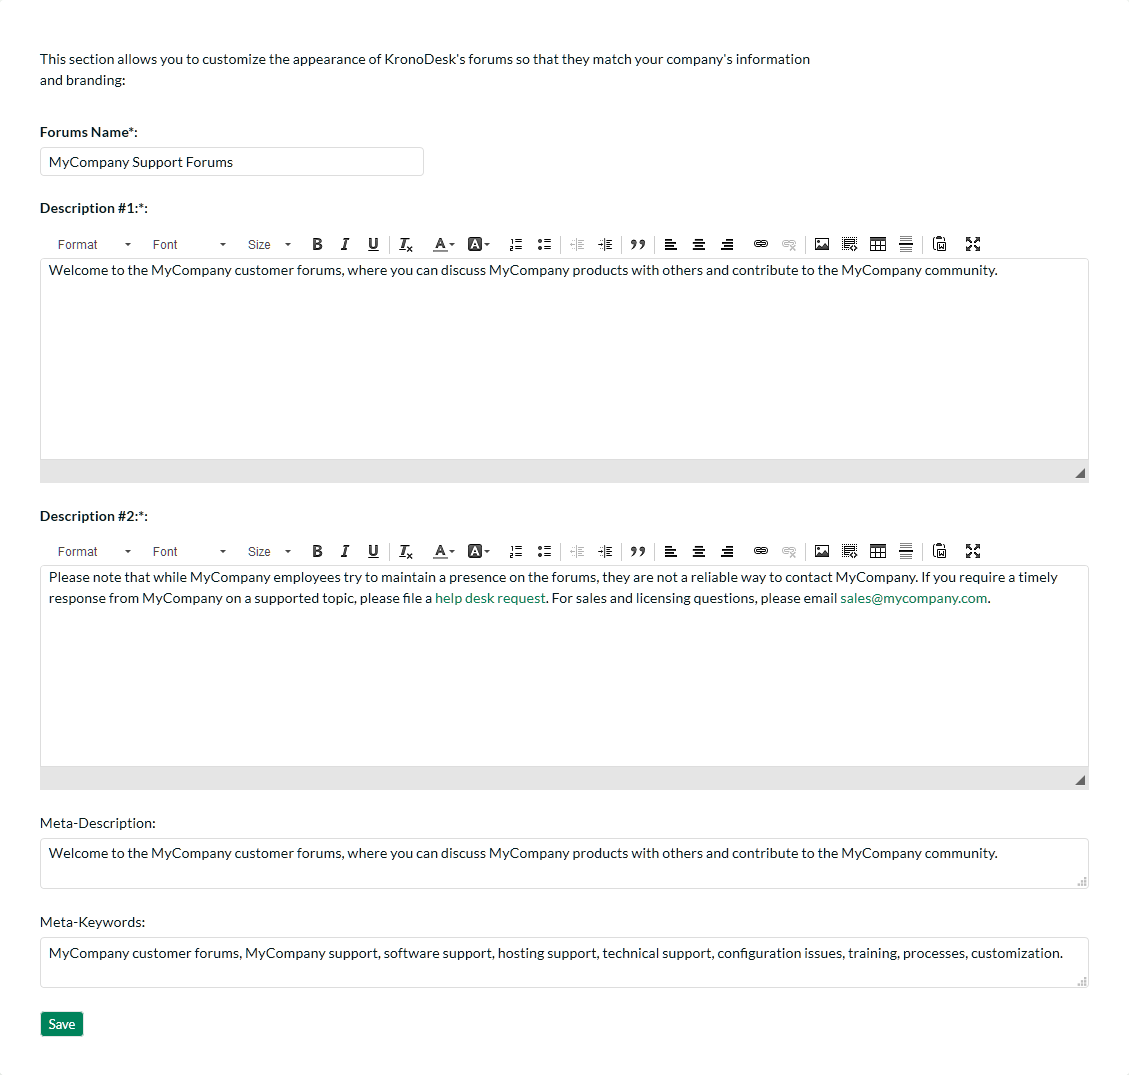 This section allows you to customize the appearance of KronoDesk's forums so that they match your company's information
and branding:
Forums Name*:
MyCompany Support Forums
Description #1:*:
Format Font Size B I U Tx A A
Welcome to the MyCompany customer forums, where you can discuss MyCompany products with others and contribute to the MyCompany community.
Description #2:*:
Format Font Size B I U Tx A A
Please note that while MyCompany employees try to maintain a presence on the forums, they are not a reliable way to contact MyCompany. If you require a timely
response from MyCompany on a supported topic, please file a help desk request. For sales and licensing questions, please email sales@mycompany.com.
Meta-Description:
Welcome to the MyCompany customer forums, where you can discuss MyCompany products with others and contribute to the MyCompany community.
Meta-Keywords:
MyCompany customer forums, MyCompany support, software support, hosting support, technical support, configuration issues, training, processes, customization.
Save